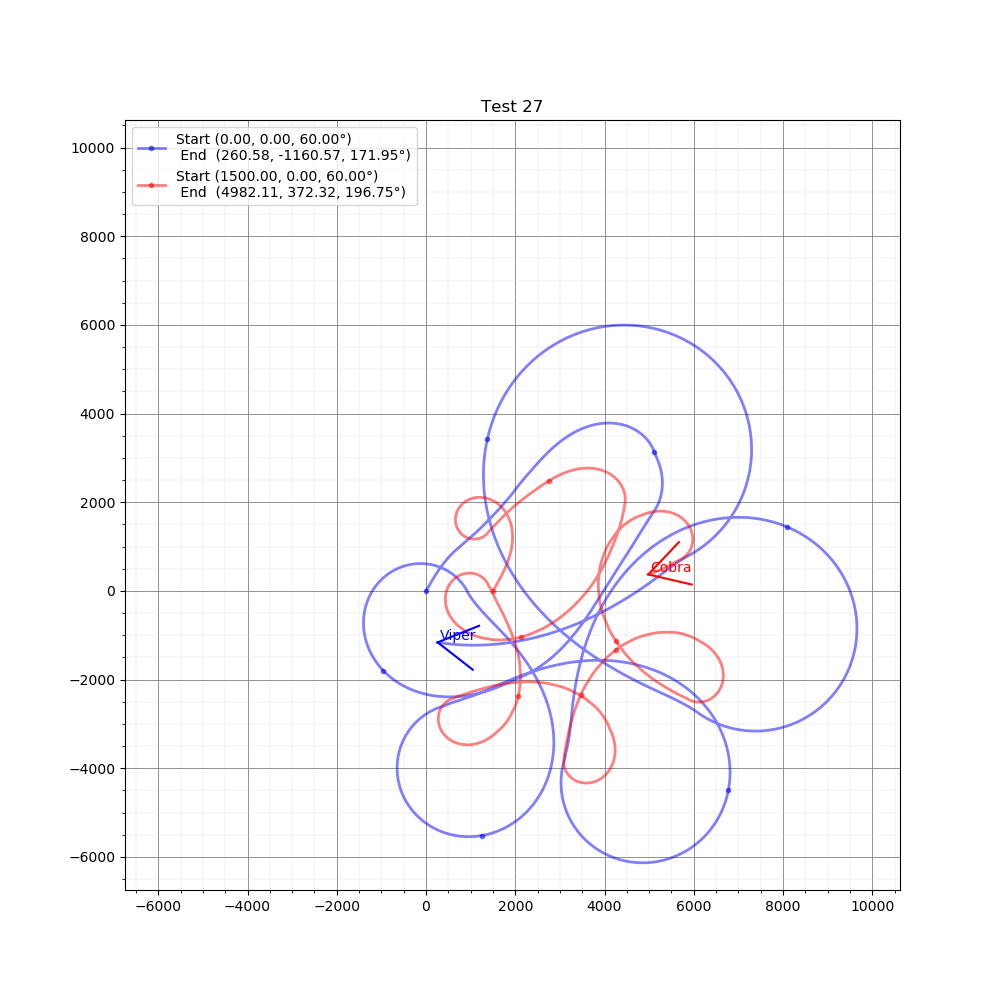 Test 27
Start (0.00, 0.00, 60.00°)
End (260.58, -1160.57, 171.95°)
Start (1500.00, 0.00, 60.00°)
End (4982.11, 372.32, 196.75°)
10000
8000
6000
4000
2000
0
−2000
−4000
−6000
Cobra
Viper
−6000 −4000 −2000 0 2000 4000 6000 8000 10000